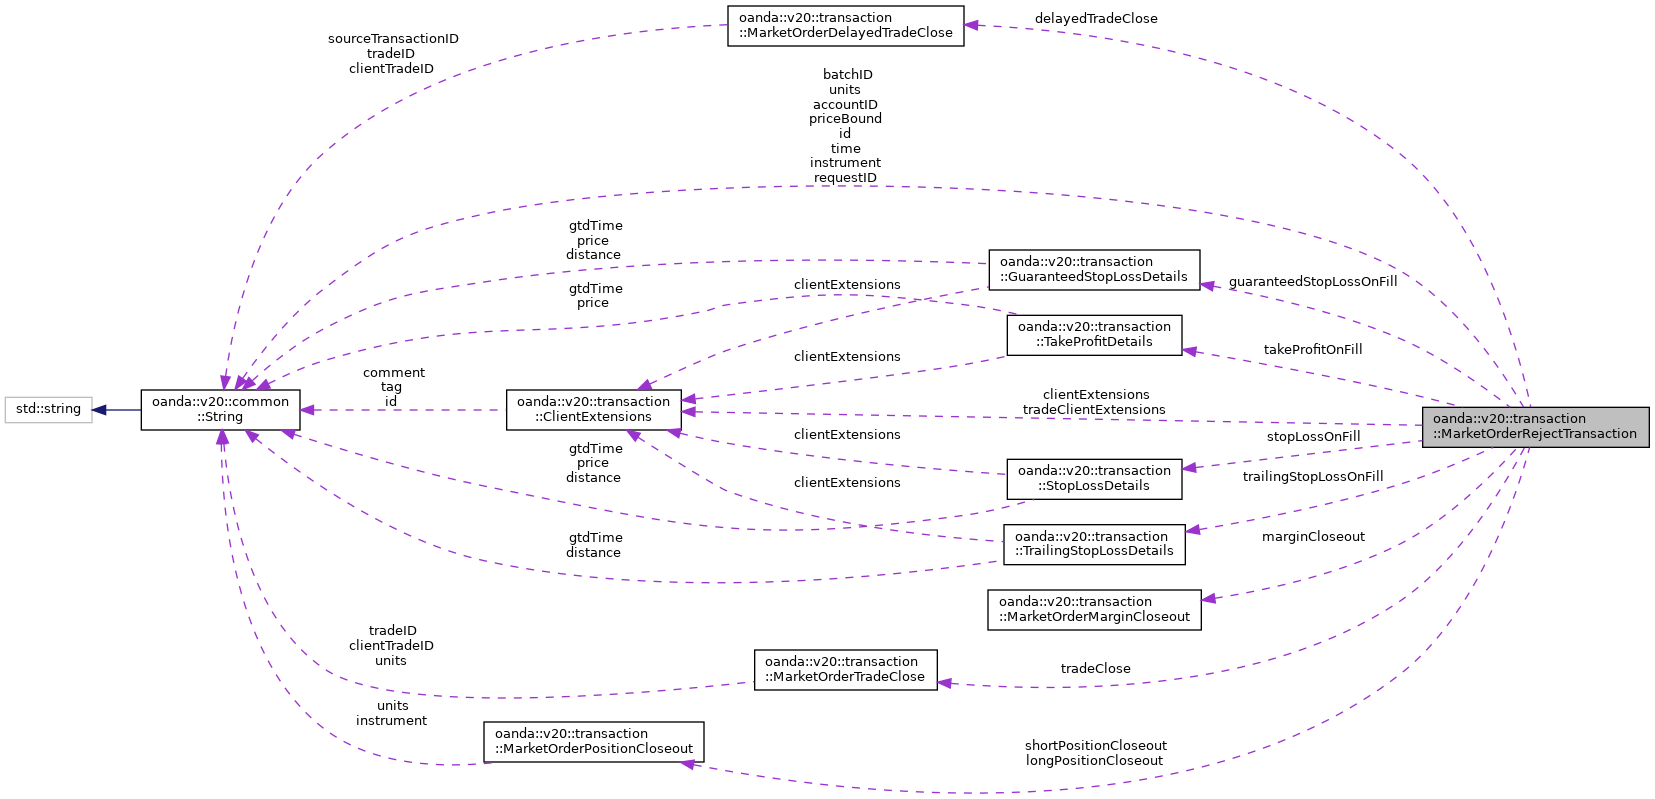 oanda::v20::transaction
::MarketOrderDelayedTradeClose
delayedTradeClose
sourceTransactionID
tradeID
clientTradeID
batchID
units
accountID
priceBound
id
time
instrument
requestID
gtdTime
price
distance
oanda::v20::transaction
::GuaranteedStopLossDetails
guaranteedStopLossOnFill
gtdTime
price
clientExtensions
oanda::v20::transaction
::TakeProfitDetails
takeProfitOnFill
clientExtensions
comment
tag
id
std::string
oanda::v20::common
::String
oanda::v20::transaction
::ClientExtensions
clientExtensions
tradeClientExtensions
oanda::v20::transaction
::MarketOrderRejectTransaction
clientExtensions
stopLossOnFill
gtdTime
price
distance
oanda::v20::transaction
::StopLossDetails
clientExtensions
trailingStopLossOnFill
gtdTime
distance
oanda::v20::transaction
::TrailingStopLossDetails
marginCloseout
oanda::v20::transaction
::MarketOrderMarginCloseout
tradeID
clientTradeID
units
oanda::v20::transaction
::MarketOrderTradeClose
tradeClose
units
instrument
oanda::v20::transaction
::MarketOrderPositionCloseout
shortPositionCloseout
longPositionCloseout